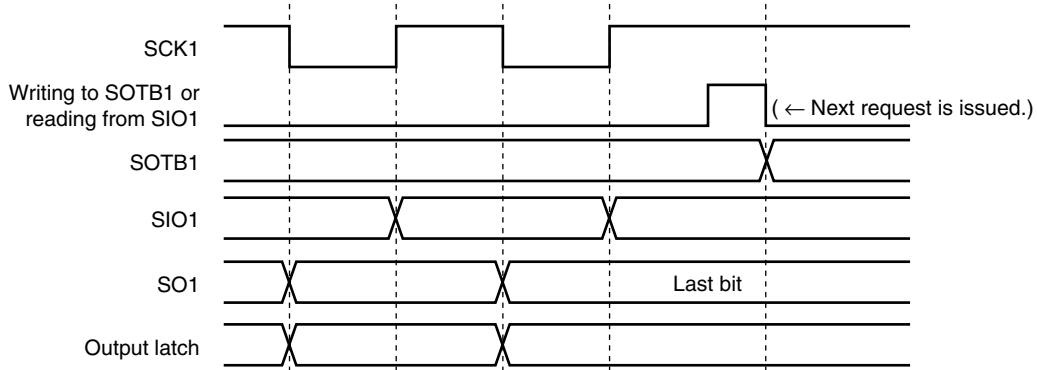 SCK1
Writing to SOTB1 or
reading from SIO1
( ← Next request is issued.)
SOTB1
SIO1
SO1
Last bit
Output latch